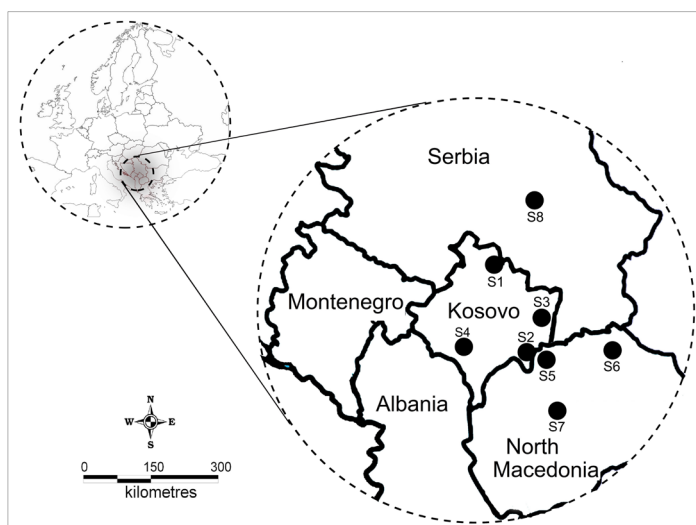 Serbia
S8
S1
Montenegro
Kosovo
S3
S4
S2
S5
S6
Albania
S7
North
Macedonia
N
W E
S
0 150 300
kilometres